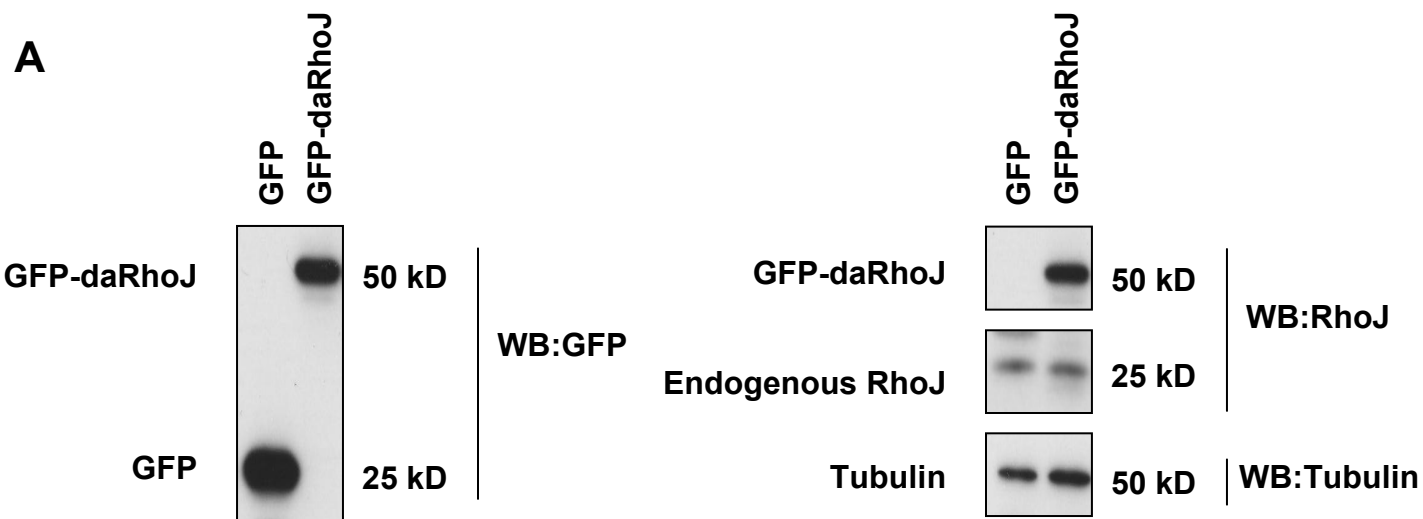 A
GFP
GFP-daRhoJ
GFP-daRhoJ
50 kD
WB:GFP
GFP
25 kD
GFP
GFP-daRhoJ
GFP-daRhoJ
50 kD
WB:RhoJ
Endogenous RhoJ
25 kD
Tubulin
50 kD
WB:Tubulin